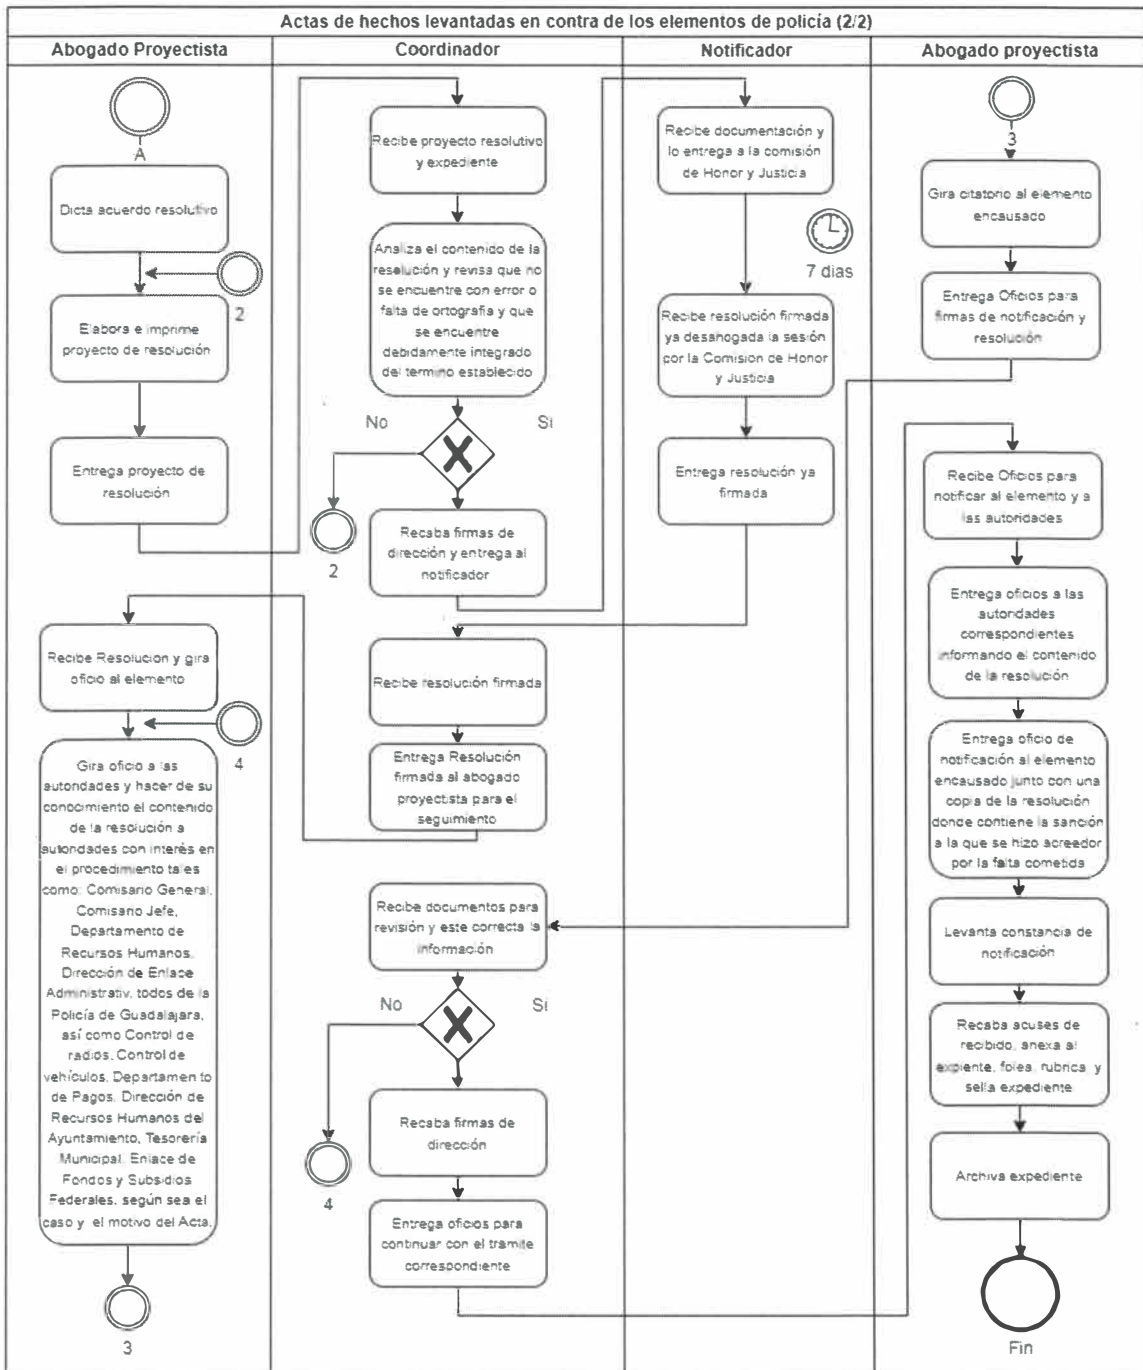 Actas de hechos levantadas en contra de los elementos de policía (2/2)
Abogado Proyectista
Coordinador
Notificador
Abogado proyectista
A
Dicta acuerdo resolutivo
2
Elabora e imprime
proyecto de resolución
Entrega proyecto de
resolución
Recibe Resolucion y gira
oficio al elemento
4
Gira oficio a las
autoridades y hacer de su
conocimiento el contenido
de la resolución a
autoridades con interés en
el procedimiento tales
como: Comisario General,
Comisario Jefe,
Departamento de
Recursos Humanos,
Dirección de Enlace
Administrativ, todos de la
Policía de Guadalajara,
así como Control de
radios, Control de
vehículos, Departamento
de Pagos, Dirección de
Recursos Humanos del
Ayuntamiento, Tesorería
Municipal, Enlace de
Fondos y Subsidios
Federales, según sea el
caso y el motivo del Acta.
3
Recibe proyecto resolutivo
y expediente
Analiza el contenido de la
resolución y revisa que no
se encuentre con error o
falta de ortografia y que
se encuentre
debidamente integrado
del termino establecido
No
Si
2
Recaba firmas de
dirección y entrega al
notificador
Recibe resolución firmada
Entrega Resolución
firmada al abogado
proyectista para el
seguimiento
Recibe documentos para
revisión y este correcta la
información
No
Si
4
Recaba firmas de
dirección
Entrega oficios para
continuar con el tramite
correspondiente
Recibe documentación y
lo entrega a la comisión
de Honor y Justicia
7 dias
Recibe resolución firmada
ya desahogada la sesión
por la Comision de Honor
y Justicia
Entrega resolución ya
firmada
3
Gira citatorio al elemento
encausado
Entrega Oficios para
firmas de notificación y
resolución
Recibe Oficios para
notificar al elemento y a
las autoridades
Entrega oficios a las
autoridades
correspondientes
informando el contenido
de la resolución
Entrega oficio de
notificación al elemento
encausado junto con una
copia de la resolución
donde contiene la sanción
a la que se hizo acreedor
por la falta cometida
Levanta constancia de
notificación
Recaba acuses de
recibido, anexa al
expiente, folea, rubrica, y
sella expediente
Archiva expediente
Fin